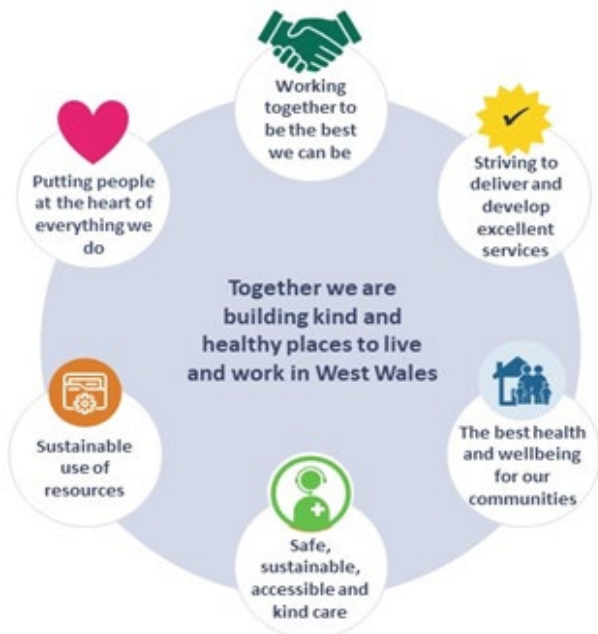 Working
together to
be the best
we can be
Putting people
at the heart of
everything we
do
Striving to
deliver and
develop
excellent
services
Together we are
building kind and
healthy places to live
and work in West Wales
Sustainable
use of
resources
The best health
and wellbeing
for our
communities
Safe,
sustainable,
accessible and
kind care